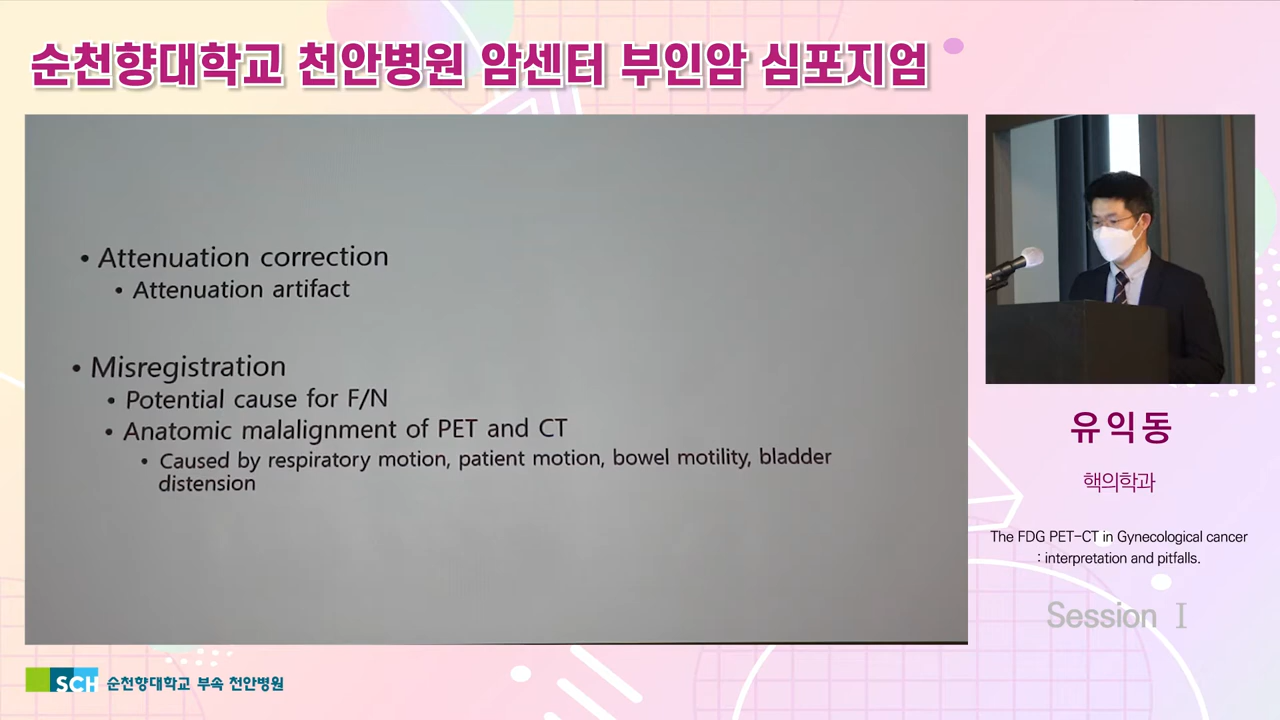 순천향대학교 천안병원 암센터 부인암 심포지엄
• Attenuation correction
• Attenuation artifact
• Misregistration
• Potential cause for F/N
• Anatomic malalignment of PET and CT
• Caused by respiratory motion, patient motion, bowel motility, bladder
distension
유익동
핵의학과
The FDG PET-CT in Gynecological cancer
: interpretation and pitfalls.
Session Ⅰ
SCH 순천향대학교 부속 천안병원